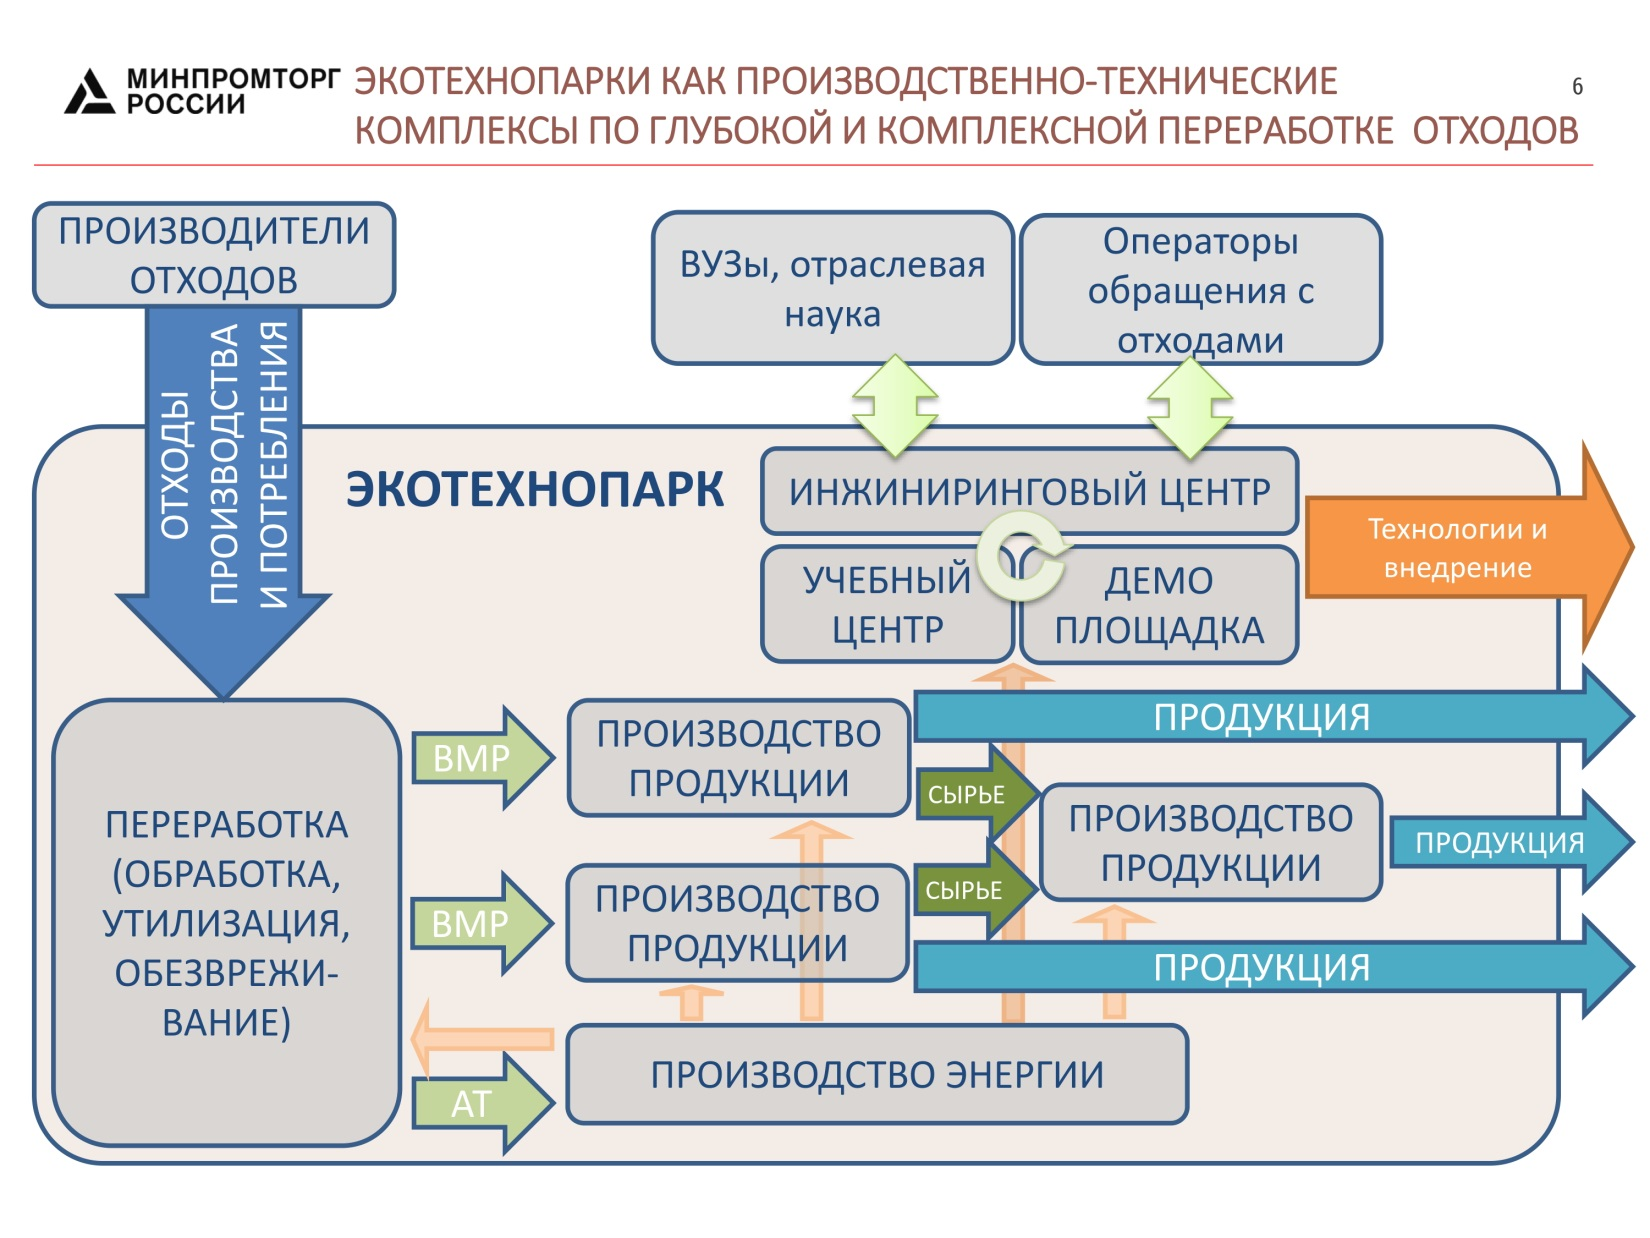 МИНПРОМТОРГ
РОССИИ
ЭКОТЕХНОПАРКИ КАК ПРОИЗВОДСТВЕННО-ТЕХНИЧЕСКИЕ
КОМПЛЕКСЫ ПО ГЛУБОКОЙ И КОМПЛЕКСНОЙ ПЕРЕРАБОТКЕ ОТХОДОВ
6
ПРОИЗВОДИТЕЛИ
ОТХОДОВ
ВУЗы, отраслевая
наука
Операторы
обращения с
отходами
ОТХОДЫ
ПРОИЗВОДСТВА
И ПОТРЕБЛЕНИЯ
ЭКОТЕХНОПАРК
ИНЖИНИРИНГОВЫЙ ЦЕНТР
УЧЕБНЫЙ
ЦЕНТР
ДЕМО
ПЛОЩАДКА
Технологии и
внедрение
ПЕРЕРАБОТКА
(ОБРАБОТКА,
УТИЛИЗАЦИЯ,
ОБЕЗВРЕЖИ-
ВАНИЕ)
ВМР
ПРОИЗВОДСТВО
ПРОДУКЦИИ
ПРОДУКЦИЯ
СЫРЬЕ
ПРОИЗВОДСТВО
ПРОДУКЦИИ
ПРОДУКЦИЯ
ВМР
ПРОИЗВОДСТВО
ПРОДУКЦИИ
СЫРЬЕ
ПРОДУКЦИЯ
АТ
ПРОИЗВОДСТВО ЭНЕРГИИ